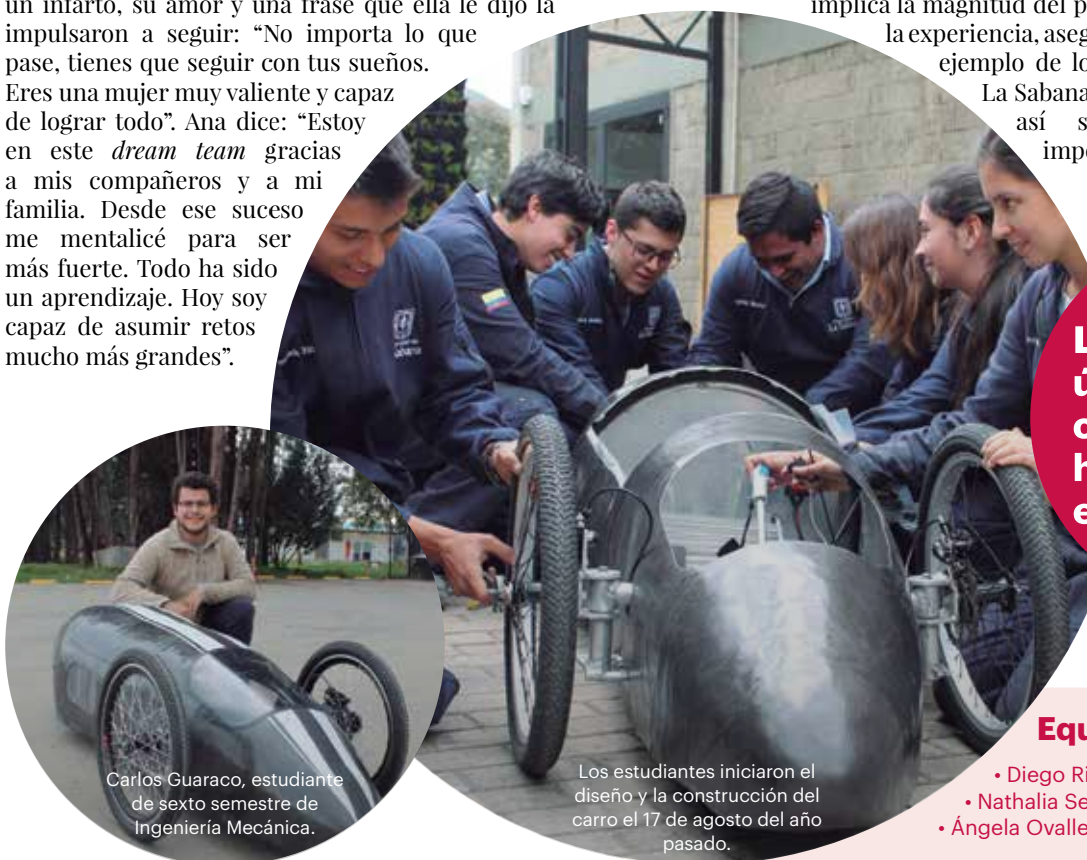 un infarto, su amor y una frase que ella le dijo la
impulsaron a seguir: “No importa lo que
pase, tienes que seguir con tus sueños.
Eres una mujer muy valiente y capaz
de lograr todo”. Ana dice: “Estoy
en este dream team gracias
a mis compañeros y a mi
familia. Desde ese suceso
me mentalicé para ser
más fuerte. Todo ha sido
un aprendizaje. Hoy soy
capaz de asumir retos
mucho más grandes”.
implica la magnitud del p
la experiencia, aseg
ejemplo de lo
La Sabana
así s
impo
L
ú
c
h
e
Carlos Guaraco, estudiante
de sexto semestre de
Ingeniería Mecánica.
Los estudiantes iniciaron el
diseño y la construcción del
carro el 17 de agosto del año
pasado.
Equ
• Diego Ri
• Nathalia Se
• Ángela Ovalle